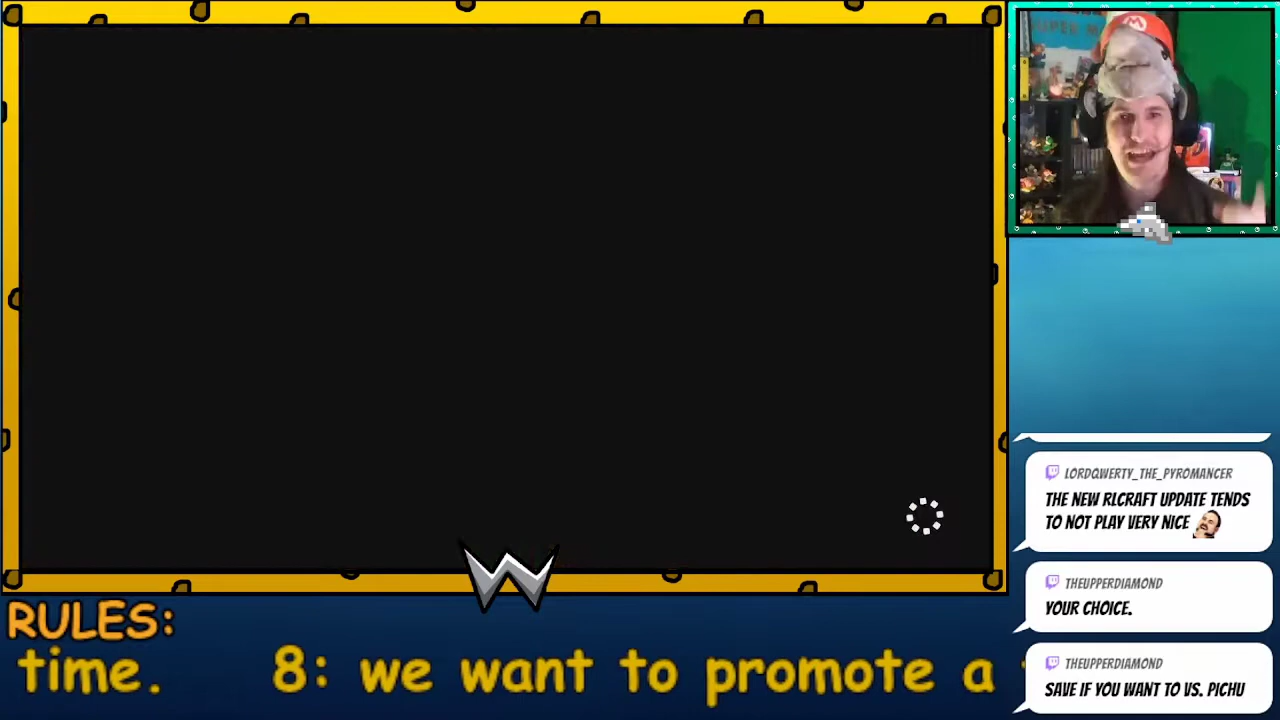 SUPER M
M
LORDQWERTY_THE_PYROMANCER
THE NEW RLCRAFT UPDATE TENDS
TO NOT PLAY VERY NICE
THEUPPERDIAMOND
YOUR CHOICE.
THEUPPERDIAMOND
SAVE IF YOU WANT TO VS. PICHU
W
RULES:
time. 8: we want to promote a